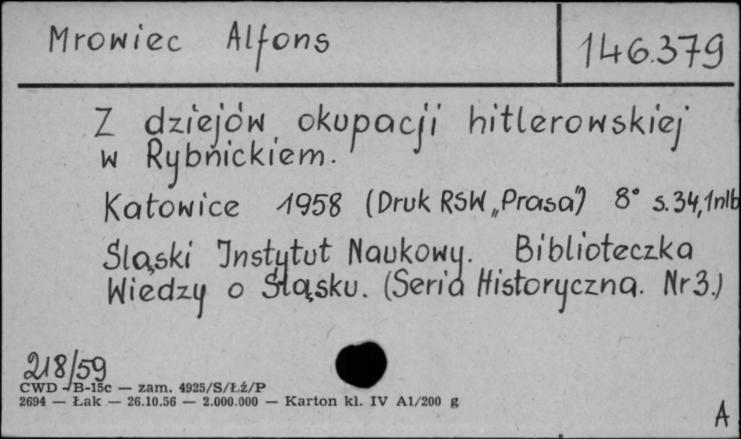 Mrowiec Alfons
146.379
Z dziejów okupacji hitlerowskiej
w Rybnickiem.
Katowice 1958 (Druk RSW „Prasa") 8° s.34,1nlb
Śląski Instytut Naukowy. Biblioteczka
Wiedzy o Śląsku. (Seria Historyczna. Nr 3.)
218/59
CWD - B-15c — zam. 4925/S/Łż/P
2694 — Łak — 26.10.56 — 2.000.000 — Karton kl. IV A1/200 g
A